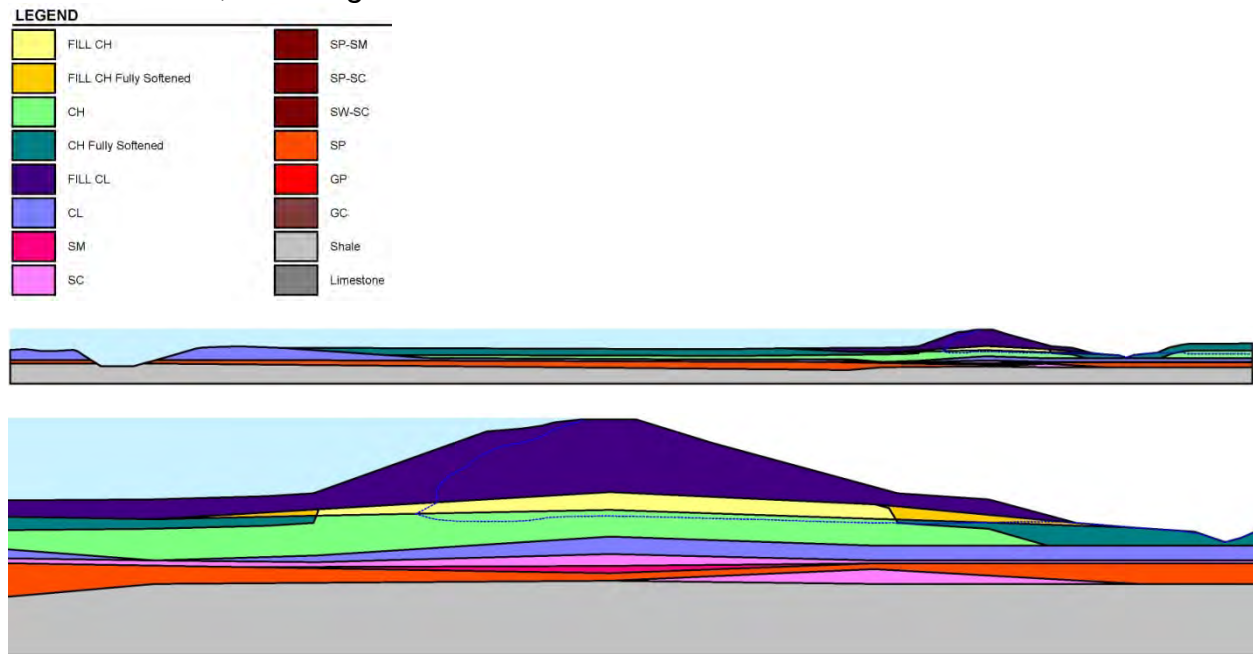 LEGEND
FILL CH
FILL CH Fully Softened
CH
CH Fully Softened
FILL CL
CL
SM
SC
SP-SM
SP-SC
SW-SC
SP
GP
GC
Shale
Limestone